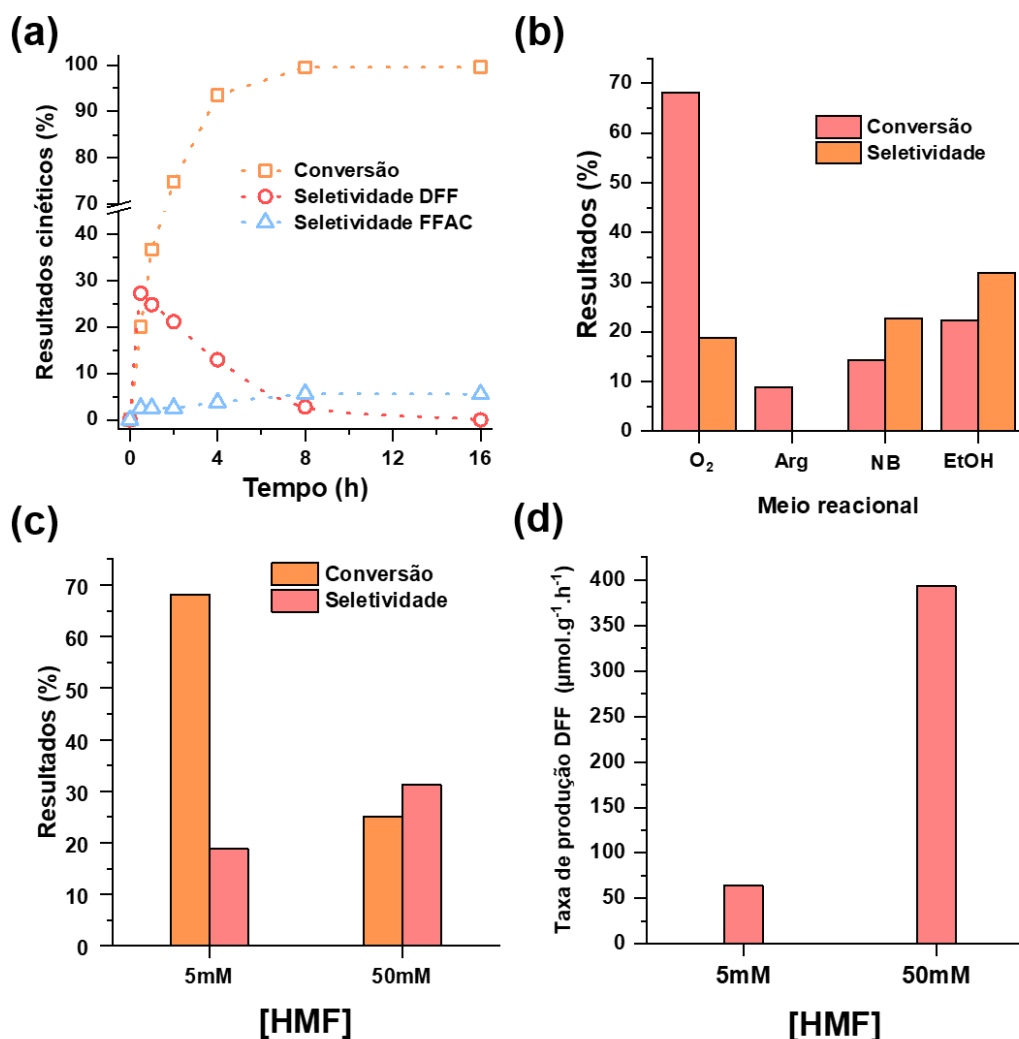 (a)
Resultados cinéticos (%)
100
90
80
70
40
30
20
10
0
Conversão
Seletividade DFF
Seletividade FFAC
0
4
8
12
16
Tempo (h)
(b)
Resultados (%)
70
60
50
40
30
20
10
0
Conversão
Seletividade
O₂
Arg
NB
EtOH
Meio reacional
(c)
Resultados (%)
70
60
50
40
30
20
10
0
Conversão
Seletividade
5mM
50mM
[HMF]
(d)
Taxa de produção DFF (µmol.g⁻¹.h⁻¹)
400
350
300
250
200
150
100
50
0
5mM
50mM
[HMF]